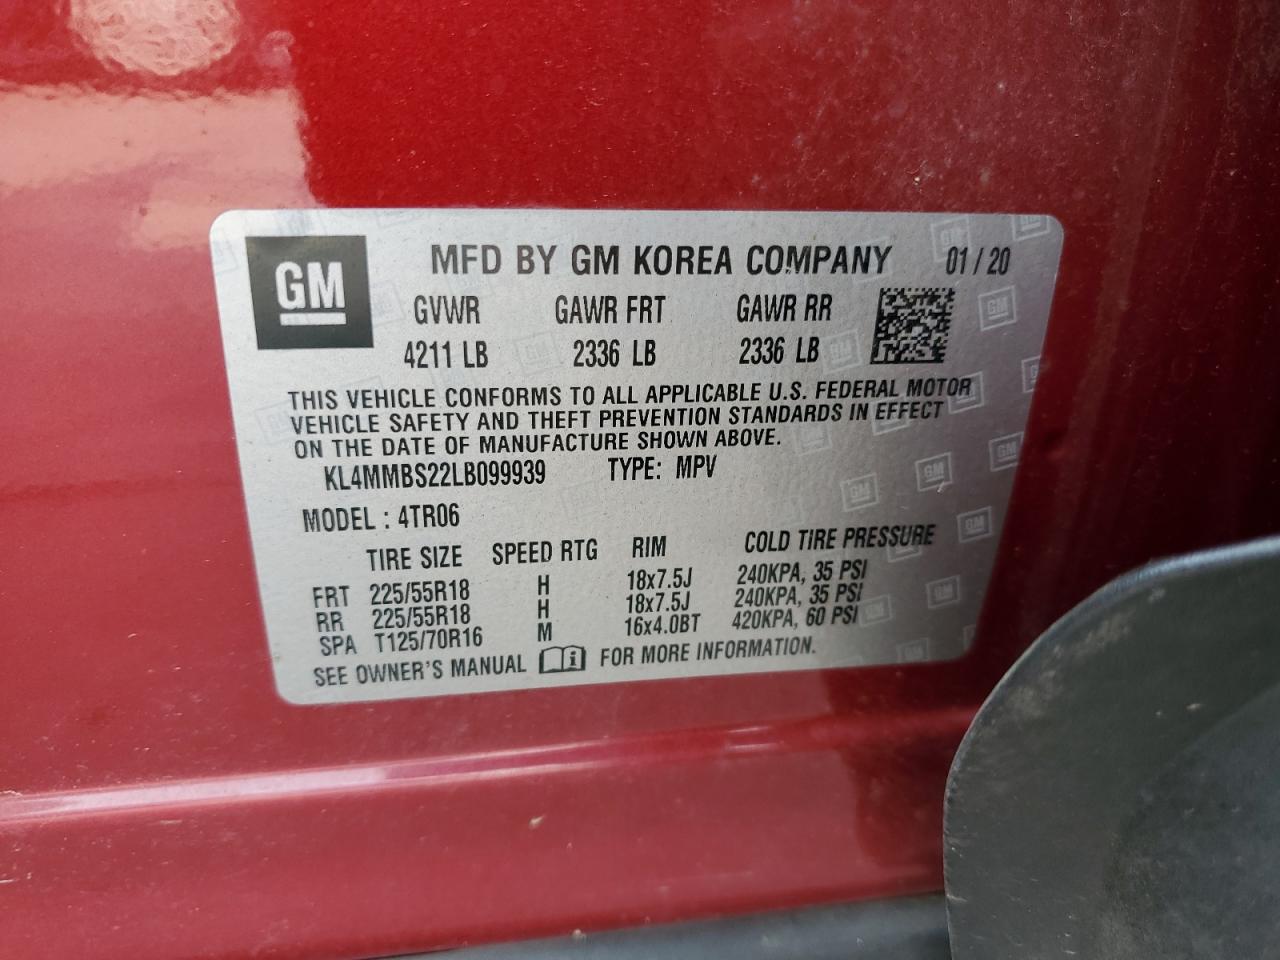 GM
MFD BY GM KOREA COMPANY 01/20
GVWR GAWR FRT GAWR RR
4211 LB 2336 LB 2336 LB
THIS VEHICLE CONFORMS TO ALL APPLICABLE U.S. FEDERAL MOTOR
VEHICLE SAFETY AND THEFT PREVENTION STANDARDS IN EFFECT
ON THE DATE OF MANUFACTURE SHOWN ABOVE.
KL4MMBS22LB099939 TYPE: MPV
MODEL : 4TR06
TIRE SIZE SPEED RTG RIM COLD TIRE PRESSURE
FRT 225/55R18 H 18x7.5J 240KPA, 35 PSI
RR 225/55R18 H 18x7.5J 240KPA, 35 PSI
SPA T125/70R16 M 16x4.0BT 420KPA, 60 PSI
SEE OWNER'S MANUAL FOR MORE INFORMATION.